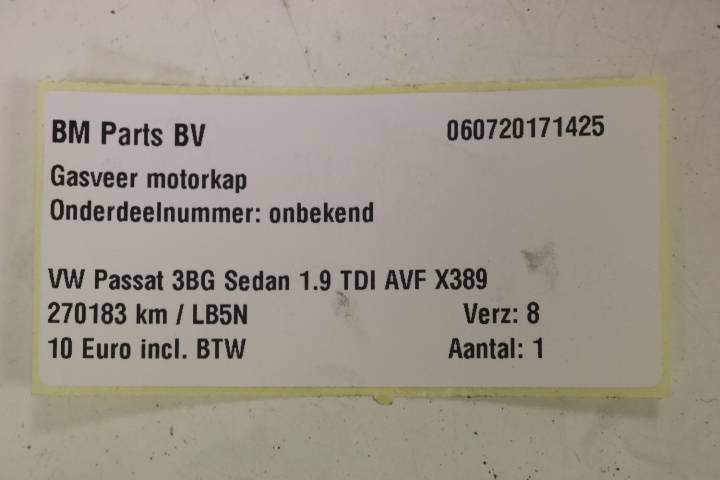 BM Parts BV 060720171425
Gasveer motorkap
Onderdeelnummer: onbekend
VW Passat 3BG Sedan 1.9 TDI AVF X389
270183 km / LB5N Verz: 8
10 Euro incl. BTW Aantal: 1